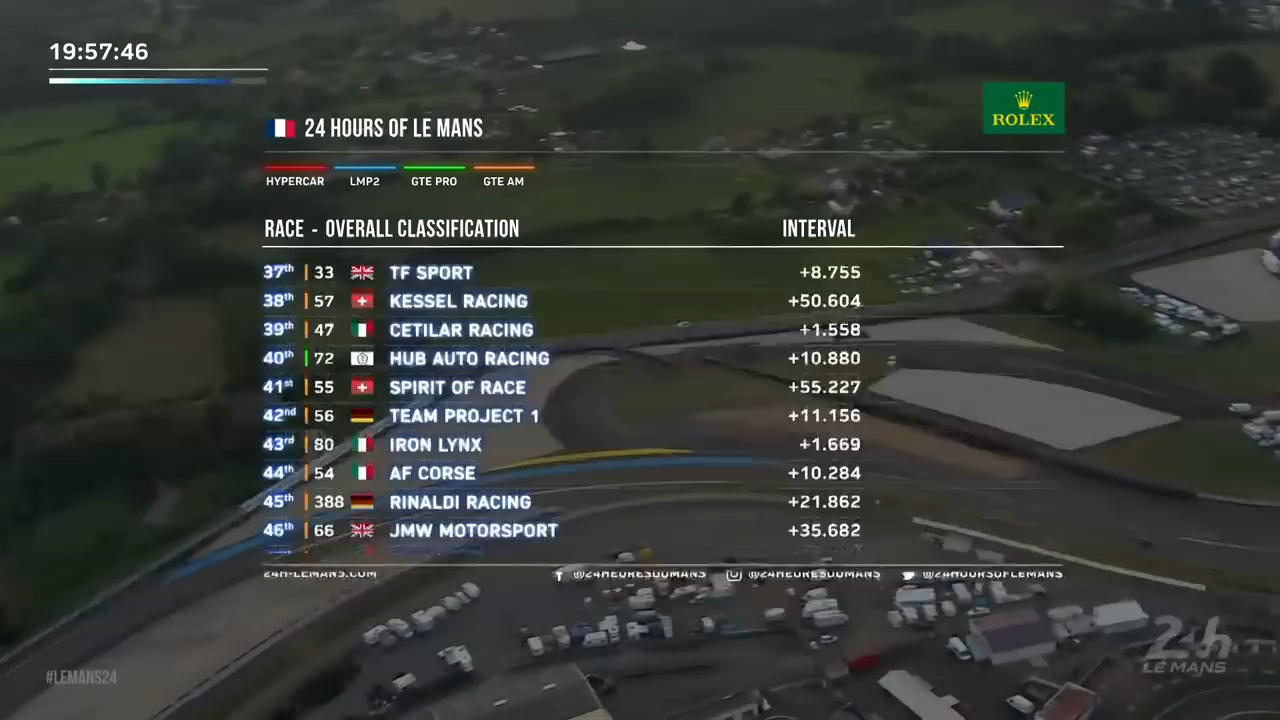 19:57:46
24 HOURS OF LE MANS
ROLEX
HYPERCAR LMP2 GTE PRO GTE AM
RACE - OVERALL CLASSIFICATION INTERVAL
37th 33 TF SPORT +8.755
38th 57 KESSEL RACING +50.604
39th 47 CETILAR RACING +1.558
40th 72 HUB AUTO RACING +10.880
41st 55 SPIRIT OF RACE +55.227
42nd 56 TEAM PROJECT 1 +11.156
43rd 80 IRON LYNX +1.669
44th 54 AF CORSE +10.284
45th 388 RINALDI RACING +21.862
46th 66 JMW MOTORSPORT +35.682
24H-LEMANS.COM @24HEURESDUMANS @24HEURESDUMANS @24HOURSOFLEMANS
#LEMANS24
24h
LE MANS